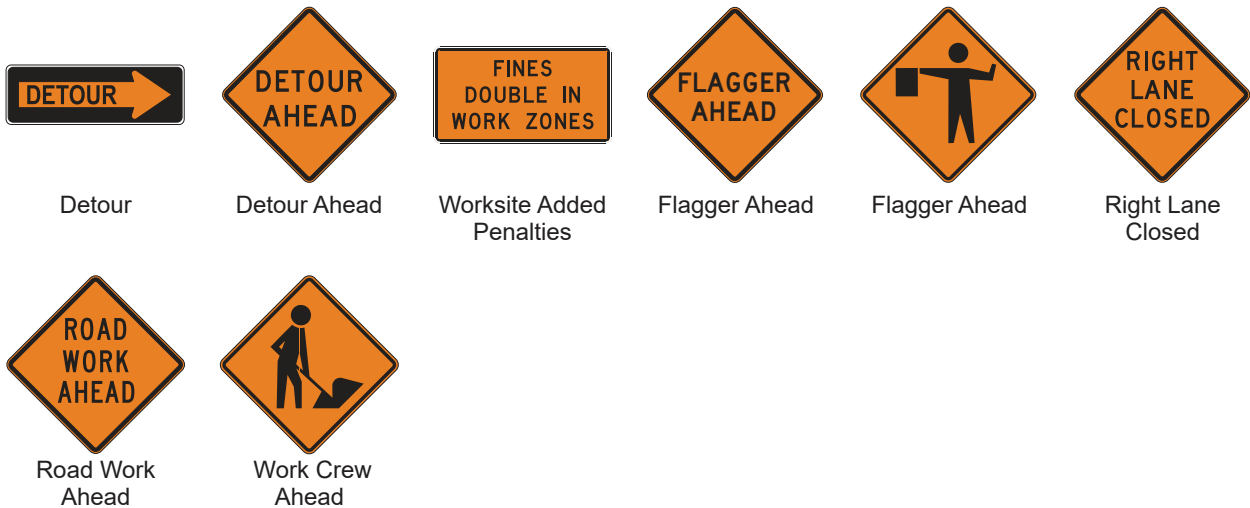 DETOUR
Detour
DETOUR
AHEAD
Detour Ahead
FINES
DOUBLE IN
WORK ZONES
Worksite Added
Penalties
FLAGGER
AHEAD
Flagger Ahead
Flagger Ahead
RIGHT
LANE
CLOSED
Right Lane
Closed
ROAD
WORK
AHEAD
Road Work
Ahead
Work Crew
Ahead